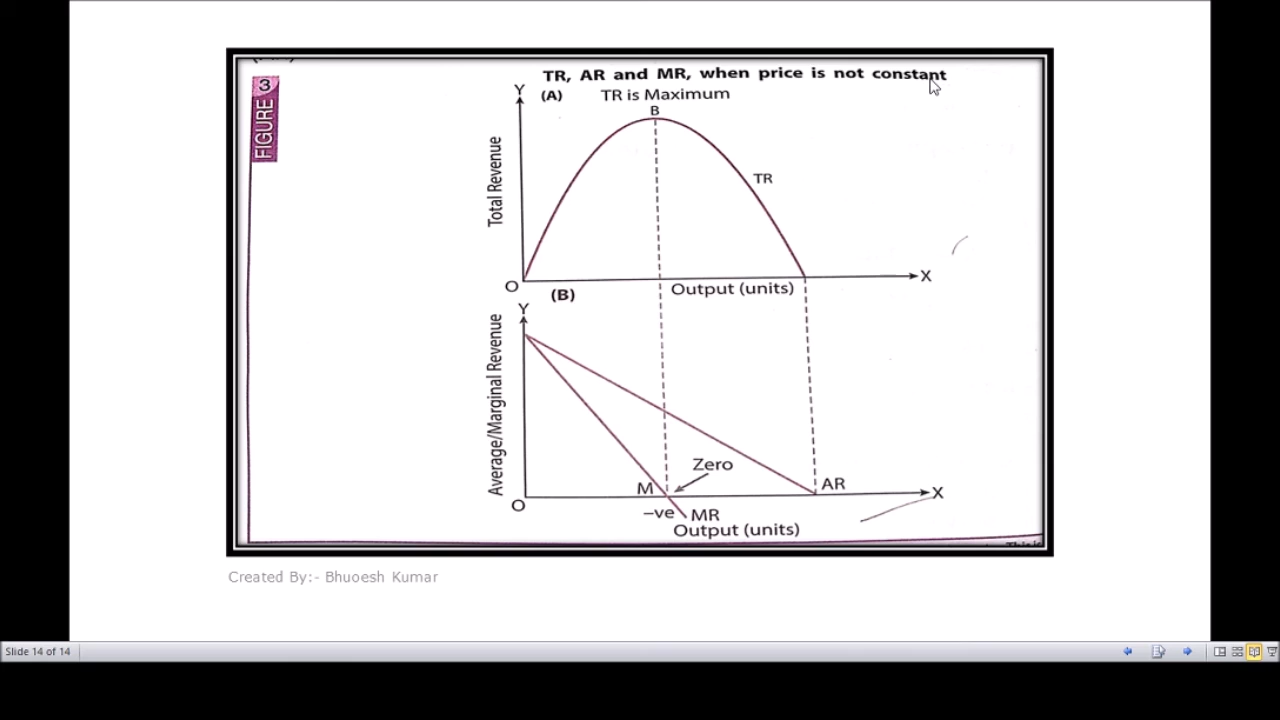 FIGURE 3
TR, AR and MR, when price is not constant
Y
(A) TR is Maximum
B
Total Revenue
TR
O
X
Output (units)
(B)
Y
Average/Marginal Revenue
Zero
M
AR
X
O
–ve MR
Output (units)
Created By:- Bhuoesh Kumar
Slide 14 of 14